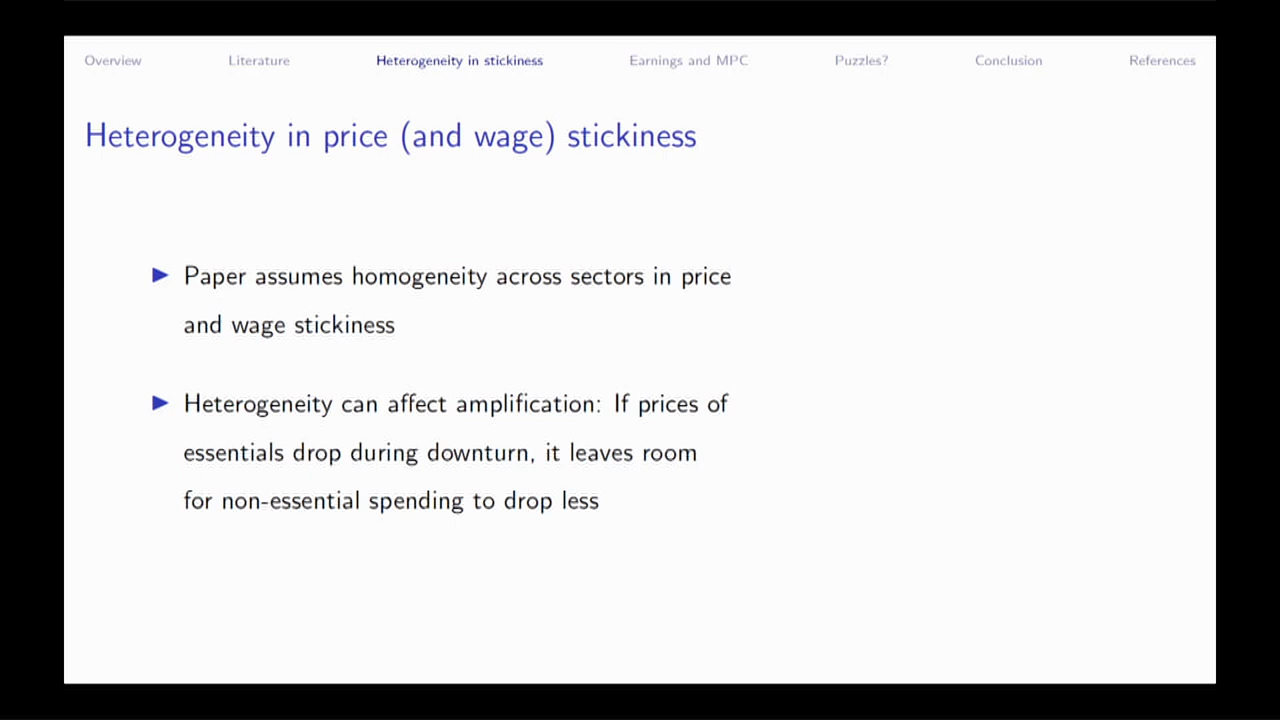 Overview Literature Heterogeneity in stickiness Earnings and MPC Puzzles? Conclusion References
Heterogeneity in price (and wage) stickiness
Paper assumes homogeneity across sectors in price
and wage stickiness
Heterogeneity can affect amplification: If prices of
essentials drop during downturn, it leaves room
for non-essential spending to drop less